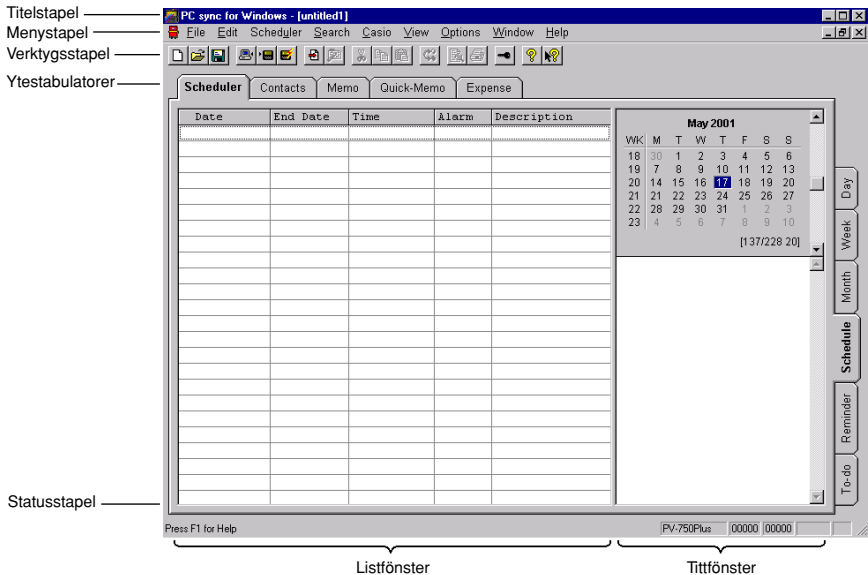 Titelstapel
PC sync for Windows - [untitled1]
Menystapel
File Edit Scheduler Search Casio View Options Window Help
Verktygsstapel
Ytestabulatorer
Scheduler Contacts Memo Quick-Memo Expense
Date End Date Time Alarm Description
May 2001
WK M T W T F S S
18 30 1 2 3 4 5 6
19 7 8 9 10 11 12 13
20 14 15 16 17 18 19 20
21 21 22 23 24 25 26 27
22 28 29 30 31 1 2 3
23 4 5 6 7 8 9 10
[137/228 20]
Day
Week
Month
Schedule
Reminder
To-do
Statusstapel
Press F1 for Help
PV-750Plus 00000 00000
Listfönster
Tittfönster